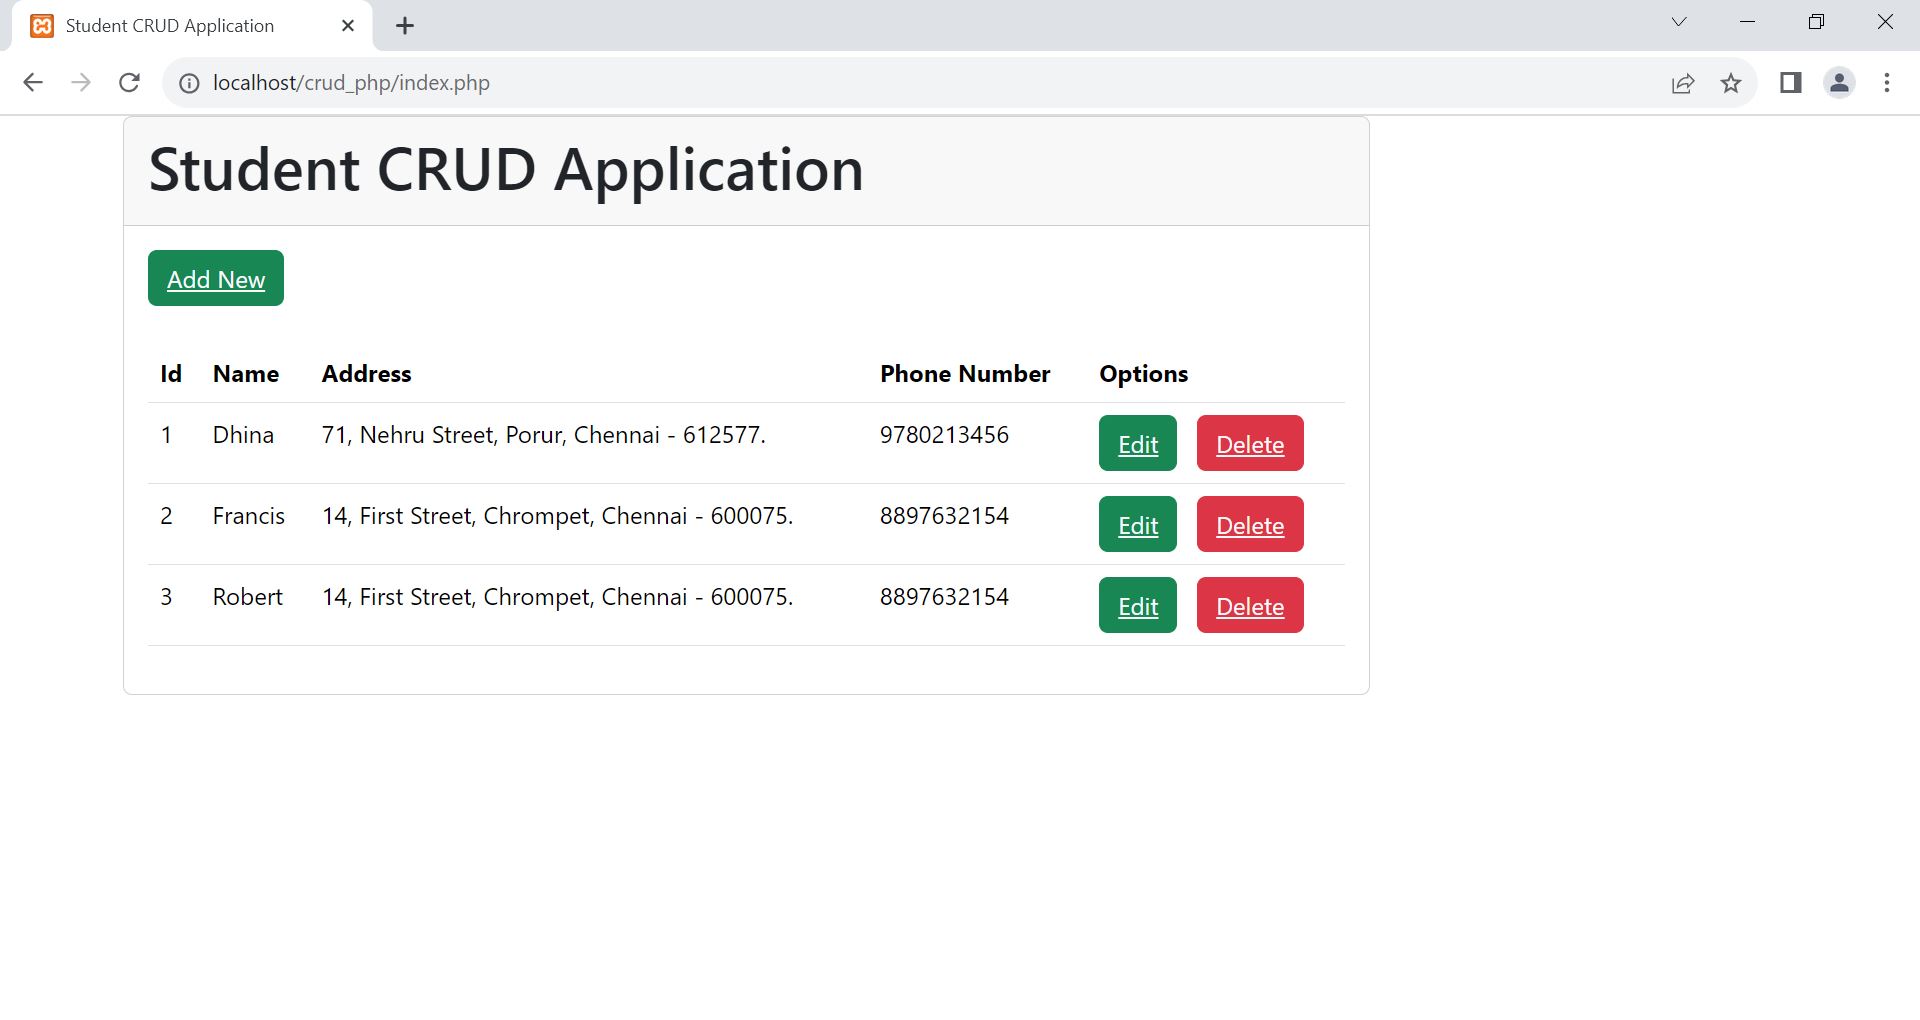 Student CRUD Application
localhost/crud_php/index.php
Student CRUD Application
Add New
Id Name Address Phone Number Options
1 Dhina 71, Nehru Street, Porur, Chennai - 612577. 9780213456 Edit Delete
2 Francis 14, First Street, Chrompet, Chennai - 600075. 8897632154 Edit Delete
3 Robert 14, First Street, Chrompet, Chennai - 600075. 8897632154 Edit Delete